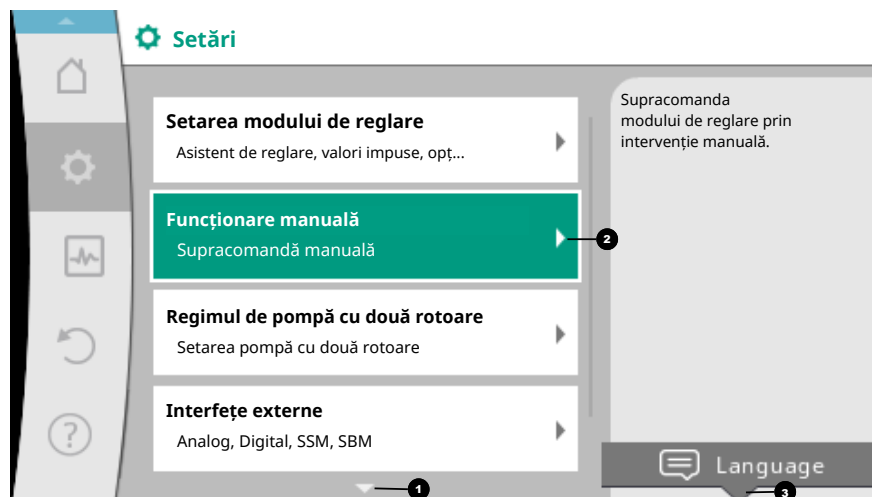 Setări
Setarea modului de reglare
Asistent de reglare, valori impuse, opț...
Funcționare manuală
Supracomandă manuală
Regimul de pompă cu două rotoare
Setarea pompă cu două rotoare
Interfețe externe
Analog, Digital, SSM, SBM
Supracomanda
modului de reglare prin
intervenție manuală.
?
Language
1
2
3